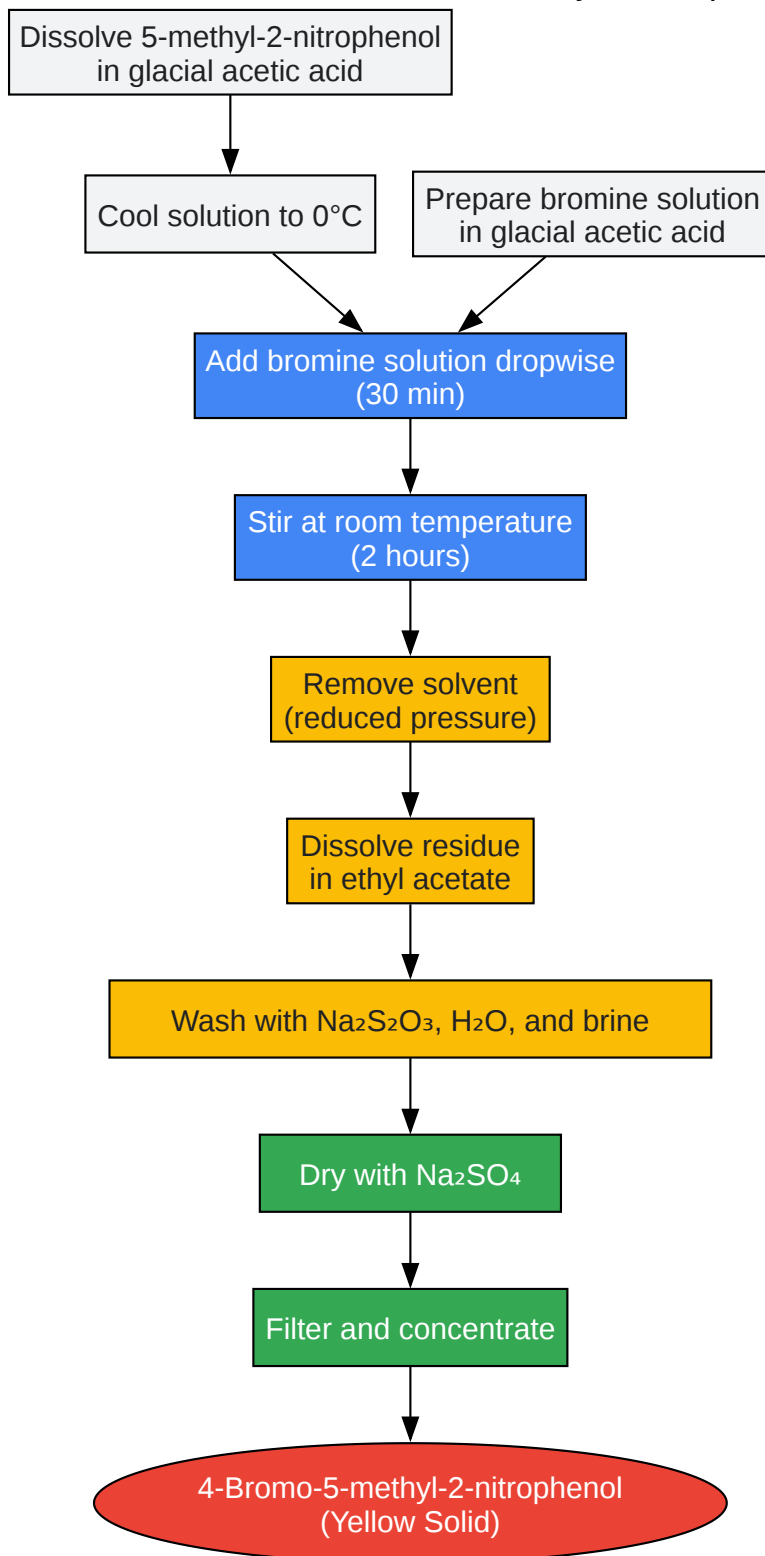 Dissolve 5-methyl-2-nitrophenol
in glacial acetic acid
Cool solution to 0°C
Prepare bromine solution
in glacial acetic acid
Add bromine solution dropwise
(30 min)
Stir at room temperature
(2 hours)
Remove solvent
(reduced pressure)
Dissolve residue
in ethyl acetate
Wash with Na₂S₂O₃, H₂O, and brine
Dry with Na₂SO₄
Filter and concentrate
4-Bromo-5-methyl-2-nitrophenol
(Yellow Solid)